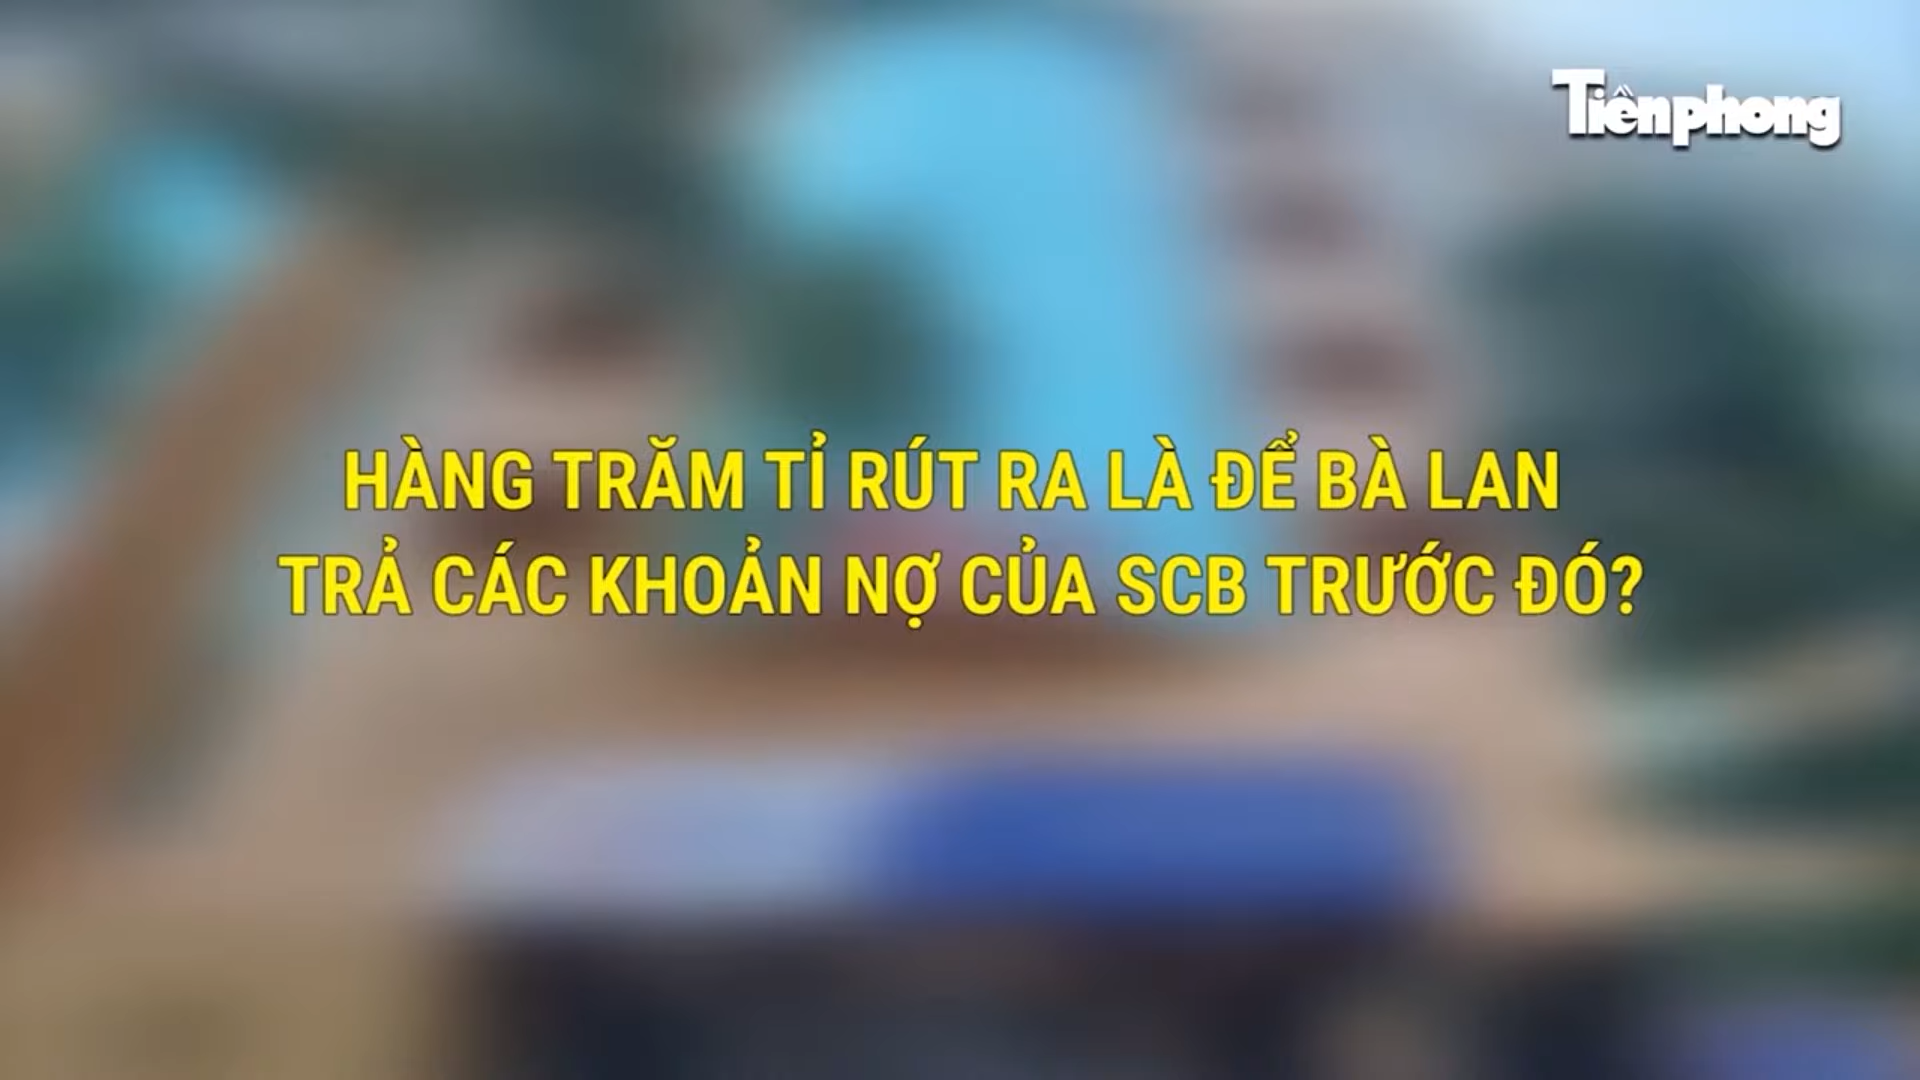 Tiềnphong
HÀNG TRĂM TỈ RÚT RA LÀ ĐỂ BÀ LAN
TRẢ CÁC KHOẢN NỢ CỦA SCB TRƯỚC ĐÓ?